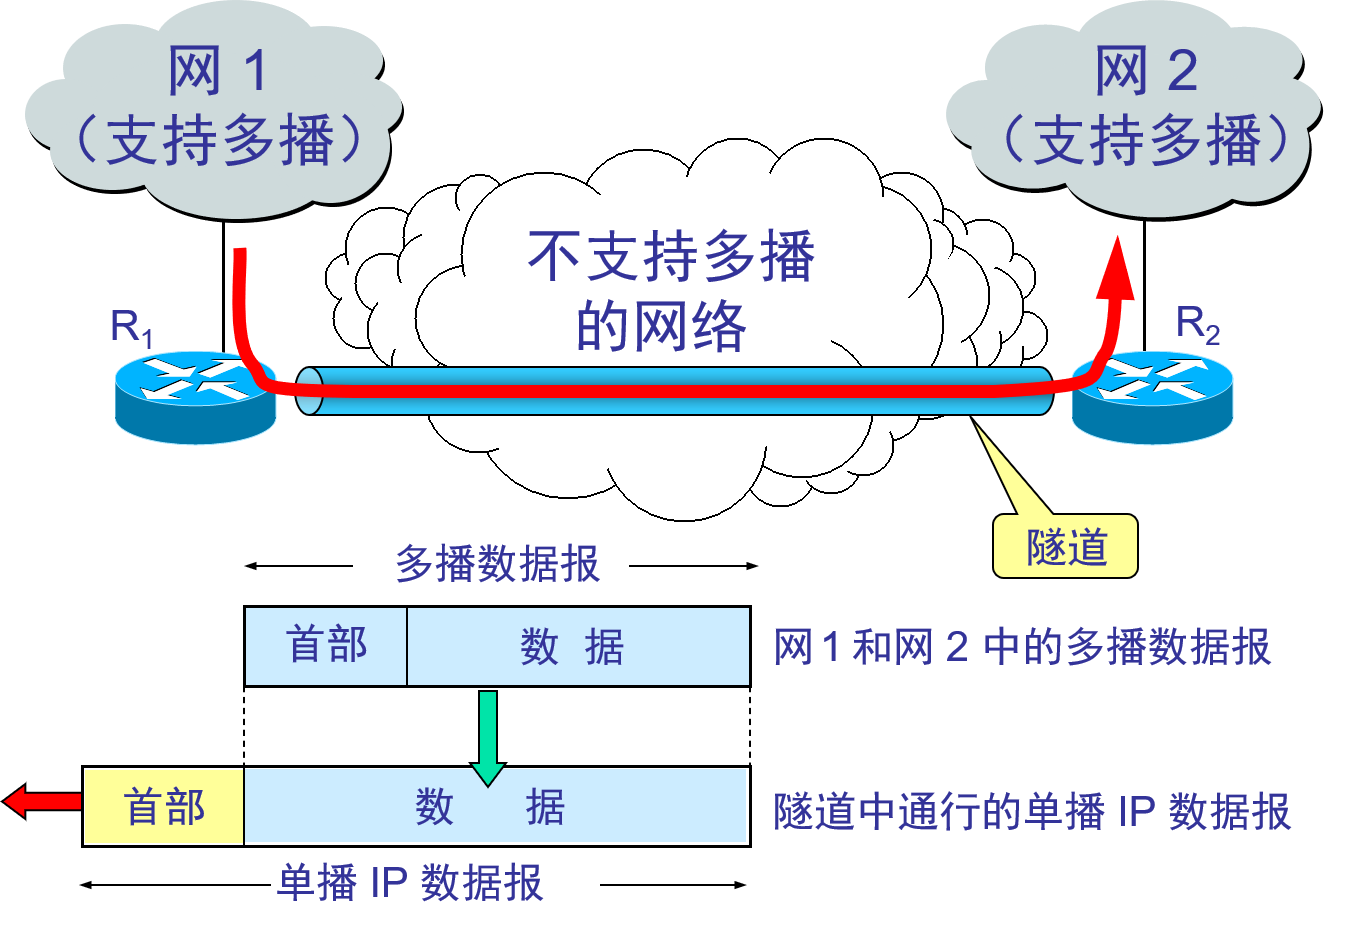 网 1
（支持多播）
网 2
（支持多播）
不支持多播
的网络
R1
R2
隧道
多播数据报
首部
数 据
网 1 和网 2 中的多播数据报
首部
数 据
隧道中通行的单播 IP 数据报
单播 IP 数据报